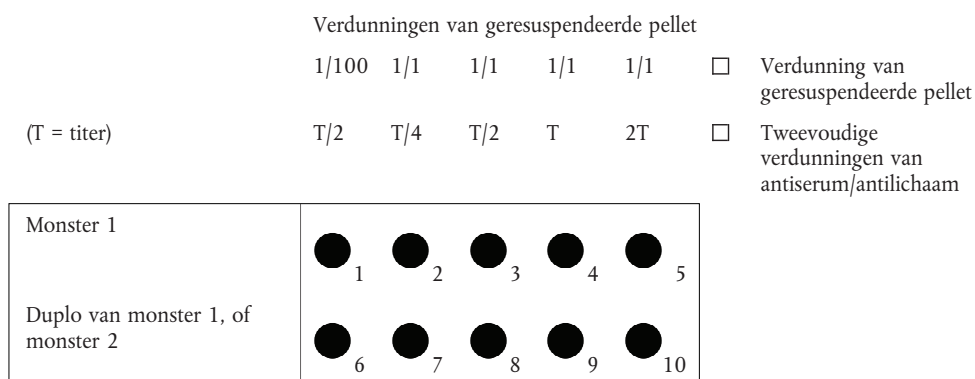 Verdunningen van geresuspendeerde pellet
1/100 1/1 1/1 1/1 1/1 □ Verdunning van
geresuspendeerde pellet
(T = titer) T/2 T/4 T/2 T 2T □ Tweevoudige
verdunningen van
antiserum/antilichaam
Monster 1
1 2 3 4 5
Duplo van monster 1, of
monster 2
6 7 8 9 10